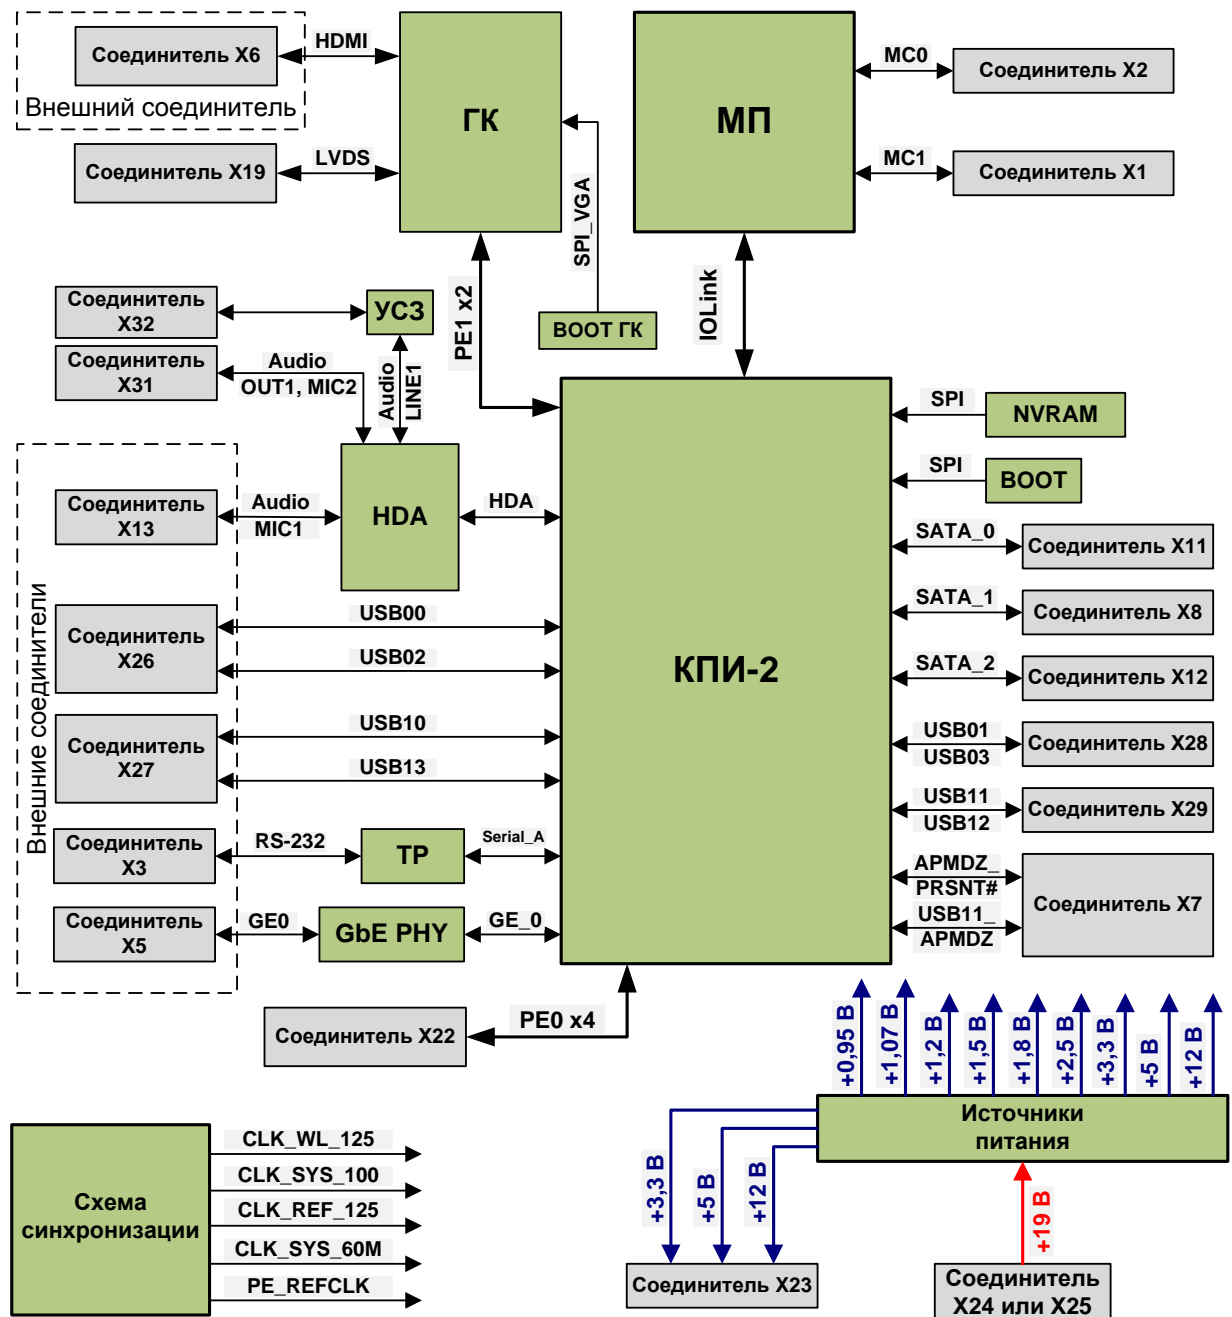 Соединитель X6
HDMI
Внешний соединитель
ГК
МП
MC0
Соединитель X2
Соединитель X19
LVDS
SPI_VGA
MC1
Соединитель X1
PE1 x2
IOLink
Соединитель
X32
УСЗ
BOOT ГК
Соединитель
X31
Audio
OUT1, MIC2
Audio
LINE1
SPI
NVRAM
SPI
BOOT
Внешние соединители
Соединитель
X13
Audio
MIC1
HDA
HDA
КПИ-2
SATA_0
Соединитель X11
SATA_1
Соединитель X8
SATA_2
Соединитель X12
Соединитель
X26
USB00
USB02
Соединитель
X27
USB10
USB13
USB01
USB03
Соединитель X28
USB11
USB12
Соединитель X29
Соединитель
X3
RS-232
ТР
Serial_A
APMDZ_
PRSNT#
USB11_
APMDZ
Соединитель X7
Соединитель
X5
GE0
GbE PHY
GE_0
Соединитель X22
PE0 x4
+0,95 В
+1,07 В
+1,2 В
+1,5 В
+1,8 В
+2,5 В
+3,3 В
+5 В
+12 В
Источники
питания
Схема
синхронизации
CLK_WL_125
CLK_SYS_100
CLK_REF_125
CLK_SYS_60M
PE_REFCLK
+3,3 В
+5 В
+12 В
+19 В
Соединитель X23
Соединитель
X24 или X25